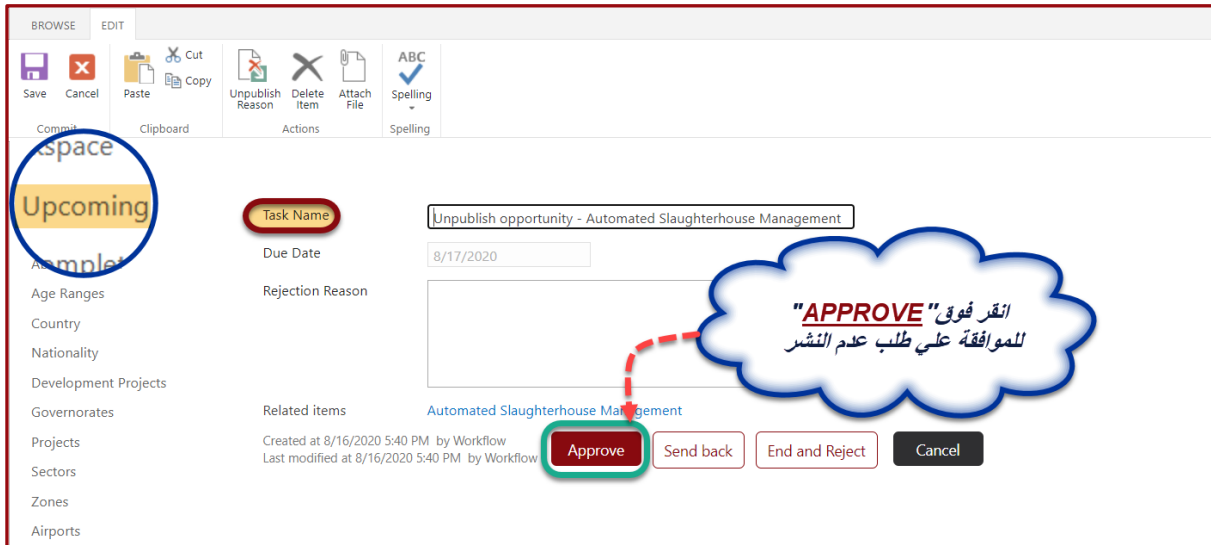 BROWSE EDIT
Save
Cancel
Paste
Cut
Copy
Unpublish Reason
Delete Item
Attach File
ABC
Spelling
Commit
Clipboard
Actions
Spelling
Upcoming
Age Ranges
Country
Nationality
Development Projects
Governorates
Projects
Sectors
Zones
Airports
Task Name
Unpublish opportunity - Automated Slaughterhouse Management
Due Date
8/17/2020
Rejection Reason
انقر فوق "APPROVE"
للموافقة علي طلب عدم النشر
Related items
Automated Slaughterhouse Management
Created at 8/16/2020 5:40 PM by Workflow
Last modified at 8/16/2020 5:40 PM by Workflow
Approve
Send back
End and Reject
Cancel